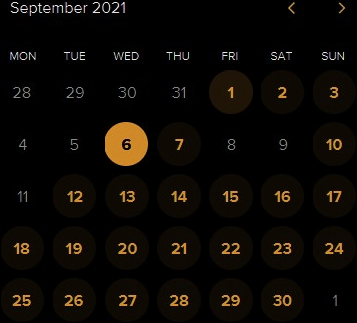 September 2021
MON TUE WED THU FRI SAT SUN
28 29 30 31 1 2 3
4 5 6 7 8 9 10
11 12 13 14 15 16 17
18 19 20 21 22 23 24
25 26 27 28 29 30 1